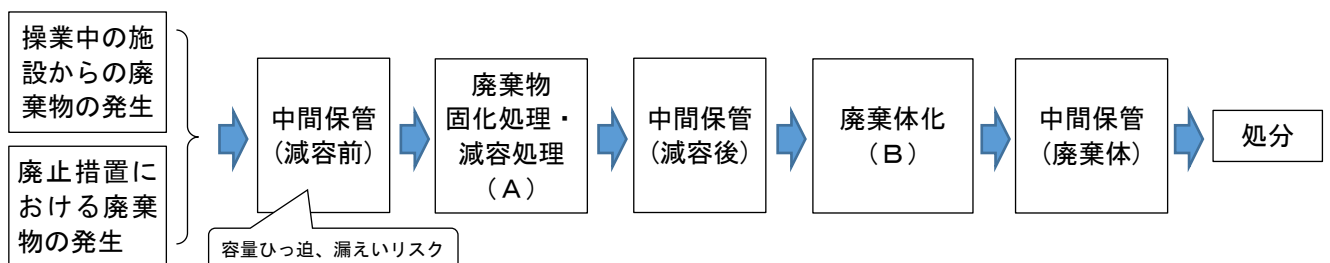 操業中の施
設からの廃
棄物の発生
廃止措置に
おける廃棄
物の発生
中間保管
(減容前)
容量ひっ迫、漏えいリスク
廃棄物
固化処理・
減容処理
(A)
中間保管
(減容後)
廃棄体化
(B)
中間保管
(廃棄体)
処分